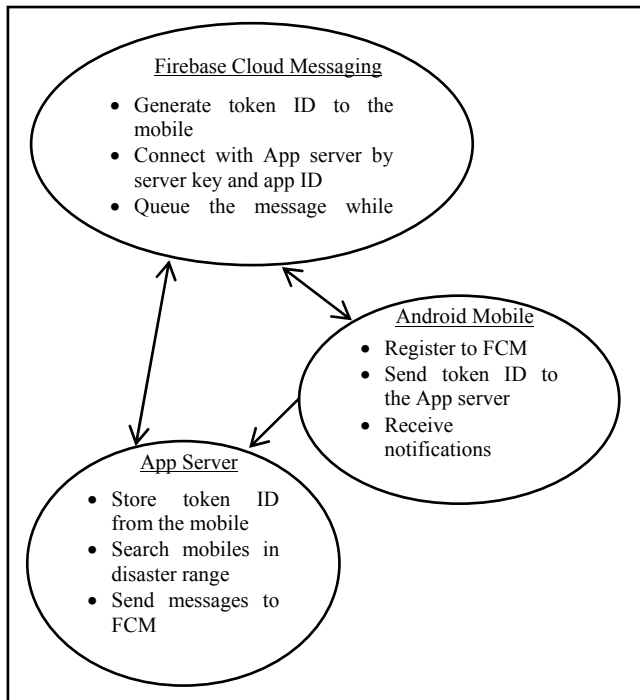 Firebase Cloud Messaging
• Generate token ID to the
mobile
• Connect with App server by
server key and app ID
• Queue the message while
Android Mobile
• Register to FCM
• Send token ID to
the App server
• Receive
notifications
App Server
• Store token ID
from the mobile
• Search mobiles in
disaster range
• Send messages to
FCM